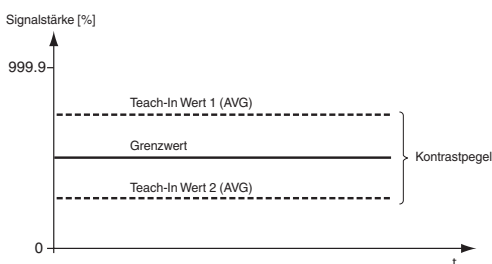 Signalstärke [%]
999.9
Teach-In Wert 1 (AVG)
Grenzwert
Kontrastpegel
Teach-In Wert 2 (AVG)
0
t